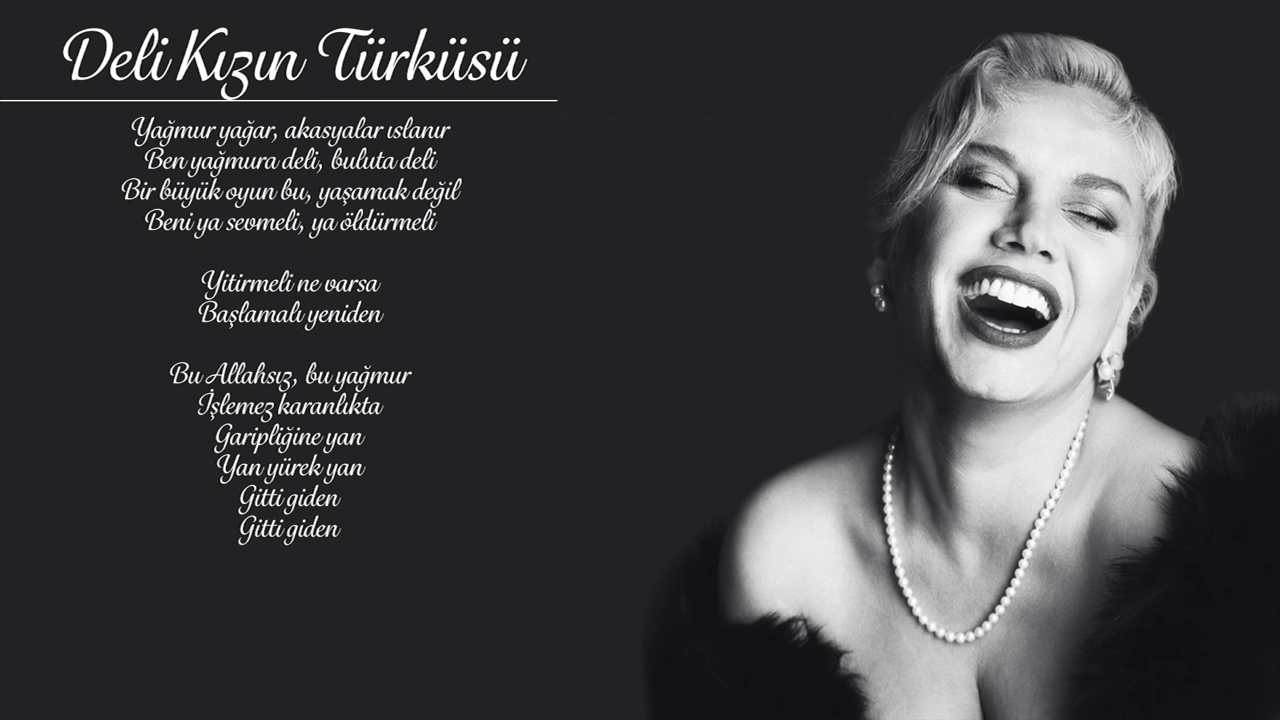 Deli Kızın Türküsü
Yağmur yağar, akasyalar ıslanır
Ben yağmura deli, buluta deli
Bir büyük oyun bu, yaşamak değil
Beni ya sevmeli, ya öldürmeli
Yitirmeli ne varsa
Başlamalı yeniden
Bu Allahsız, bu yağmur
İşlemez karanlıkta
Garipliğine yan
Yan yürek yan
Gitti giden
Gitti giden